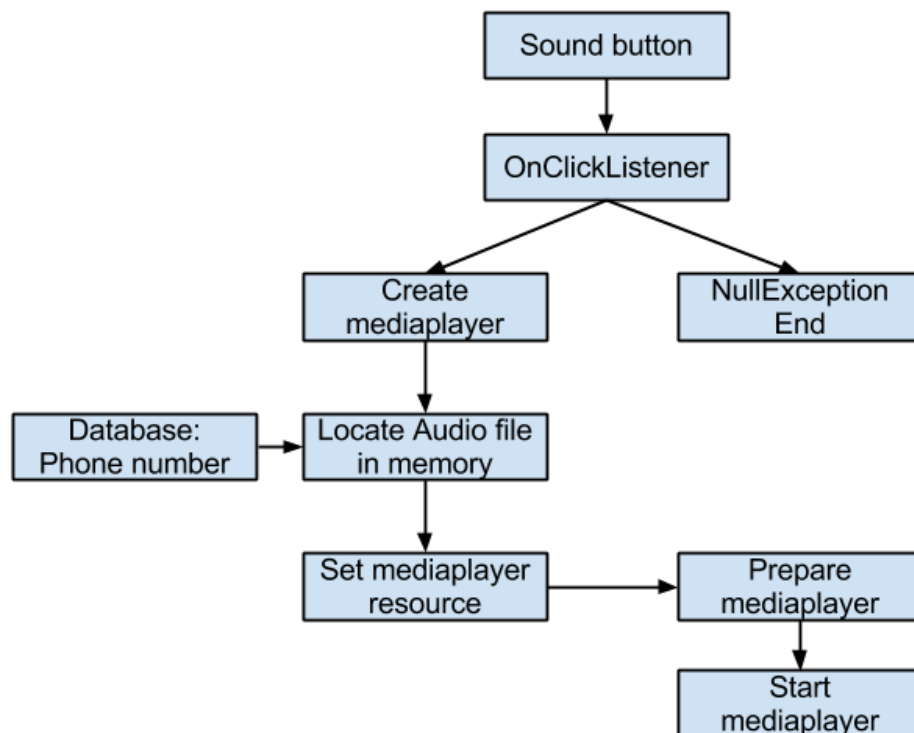 Sound button
OnClickListener
Create
mediaplayer
NullException
End
Database:
Phone number
Locate Audio file
in memory
Set mediaplayer
resource
Prepare
mediaplayer
Start
mediaplayer